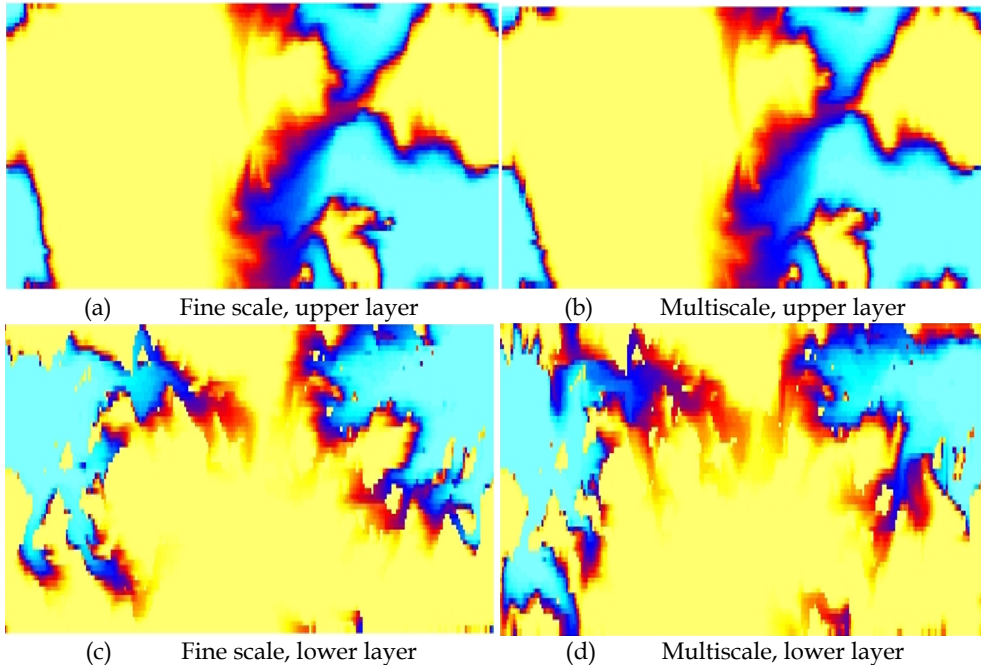 (a) Fine scale, upper layer
(b) Multiscale, upper layer
(c) Fine scale, lower layer
(d) Multiscale, lower layer